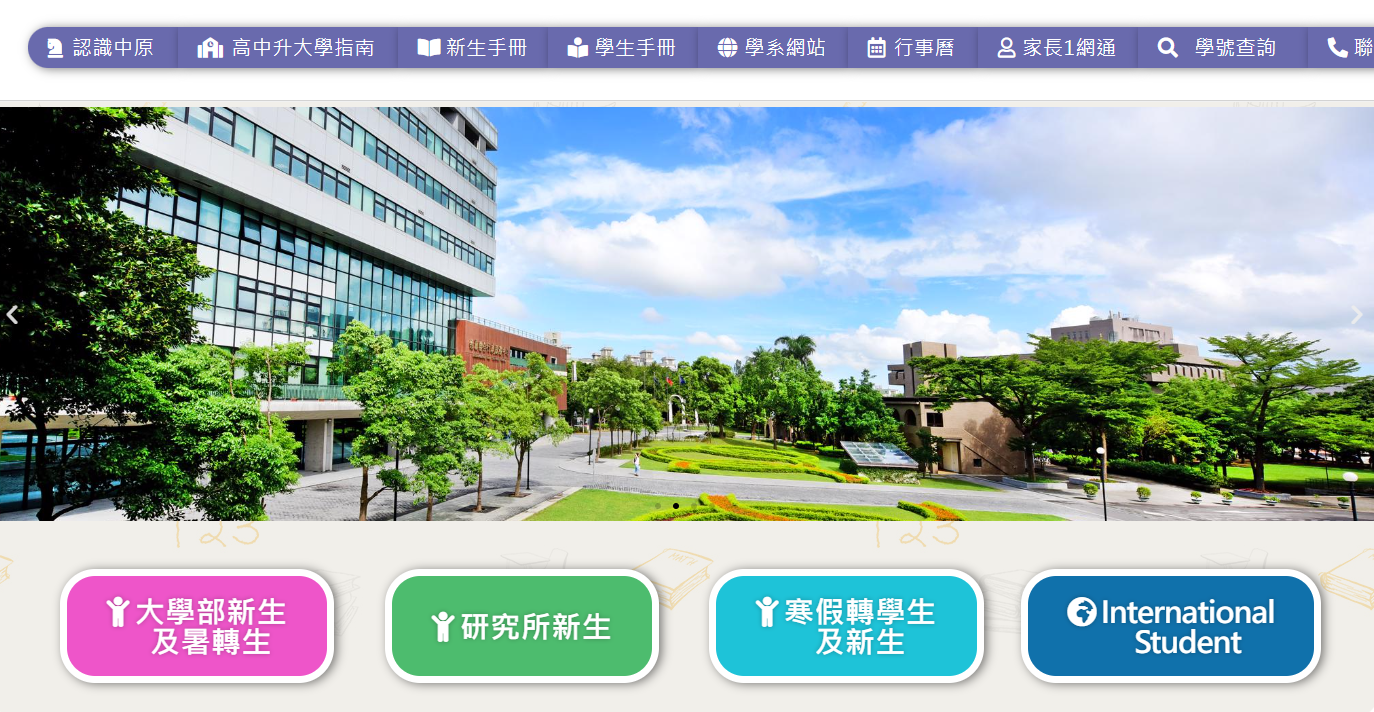 認識中原
高中升大學指南
新生手冊
學生手冊
學系網站
行事曆
家長1網通
學號查詢
聯
123
123
大學部新生
及暑轉生
研究所新生
寒假轉學生
及新生
International
Student